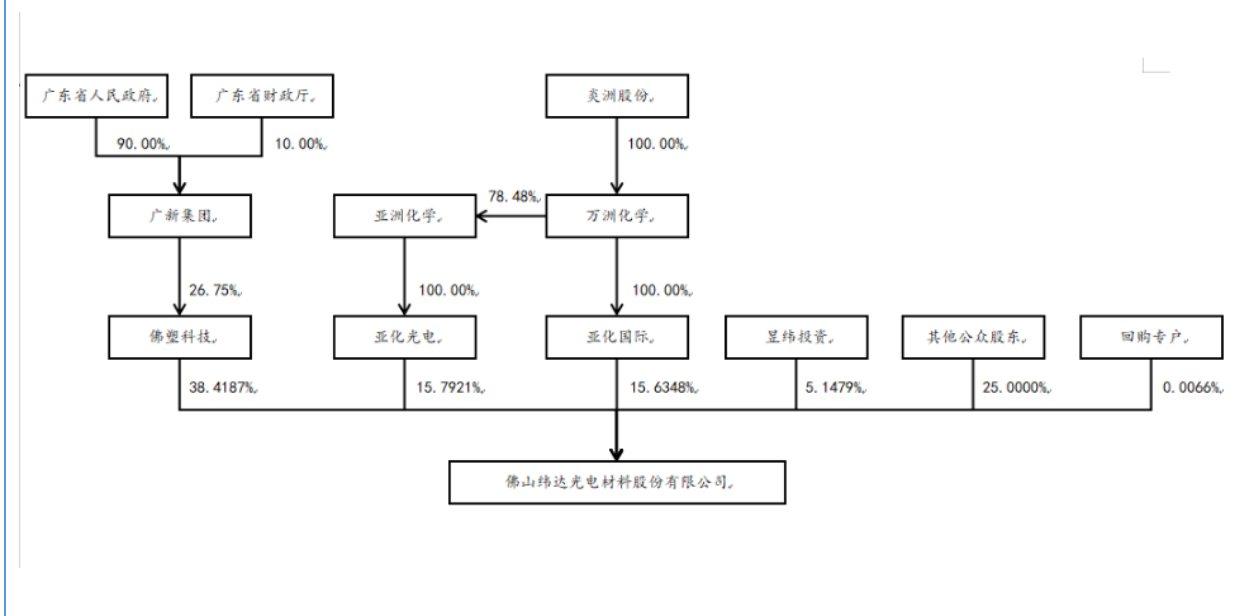 广东省人民政府
广东省财政厅
炎洲股份
90.00%
10.00%
100.00%
78.48%
广新集团
亚洲化学
万洲化学
26.75%
100.00%
100.00%
佛塑科技
亚化光电
亚化国际
昱纬投资
其他公众股东
回购专户
38.4187%
15.7921%
15.6348%
5.1479%
25.0000%
0.0066%
佛山纬达光电材料股份有限公司